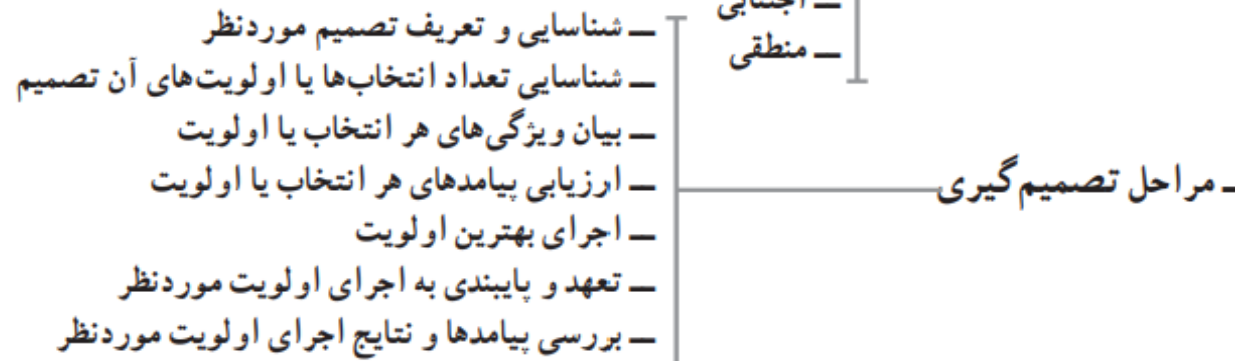 ـ اجتنابی
ـ منطقی
ـ مراحل تصمیم‌گیری
ـ شناسایی و تعریف تصمیم موردنظر
ـ شناسایی تعداد انتخاب‌ها یا اولویت‌های آن تصمیم
ـ بیان ویژگی‌های هر انتخاب یا اولویت
ـ ارزیابی پیامدهای هر انتخاب یا اولویت
ـ اجرای بهترین اولویت
ـ تعهد و پایبندی به اجرای اولویت موردنظر
ـ بررسی پیامدها و نتایج اجرای اولویت موردنظر